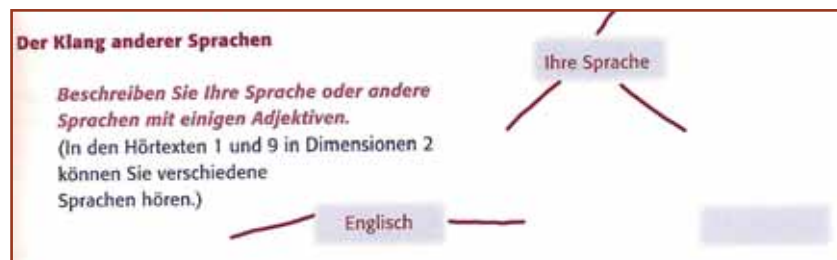 Der Klang anderer Sprachen
Ihre Sprache
Beschreiben Sie Ihre Sprache oder andere
Sprachen mit einigen Adjektiven.
(In den Hörtexten 1 und 9 in Dimensionen 2
können Sie verschiedene
Sprachen hören.)
Englisch